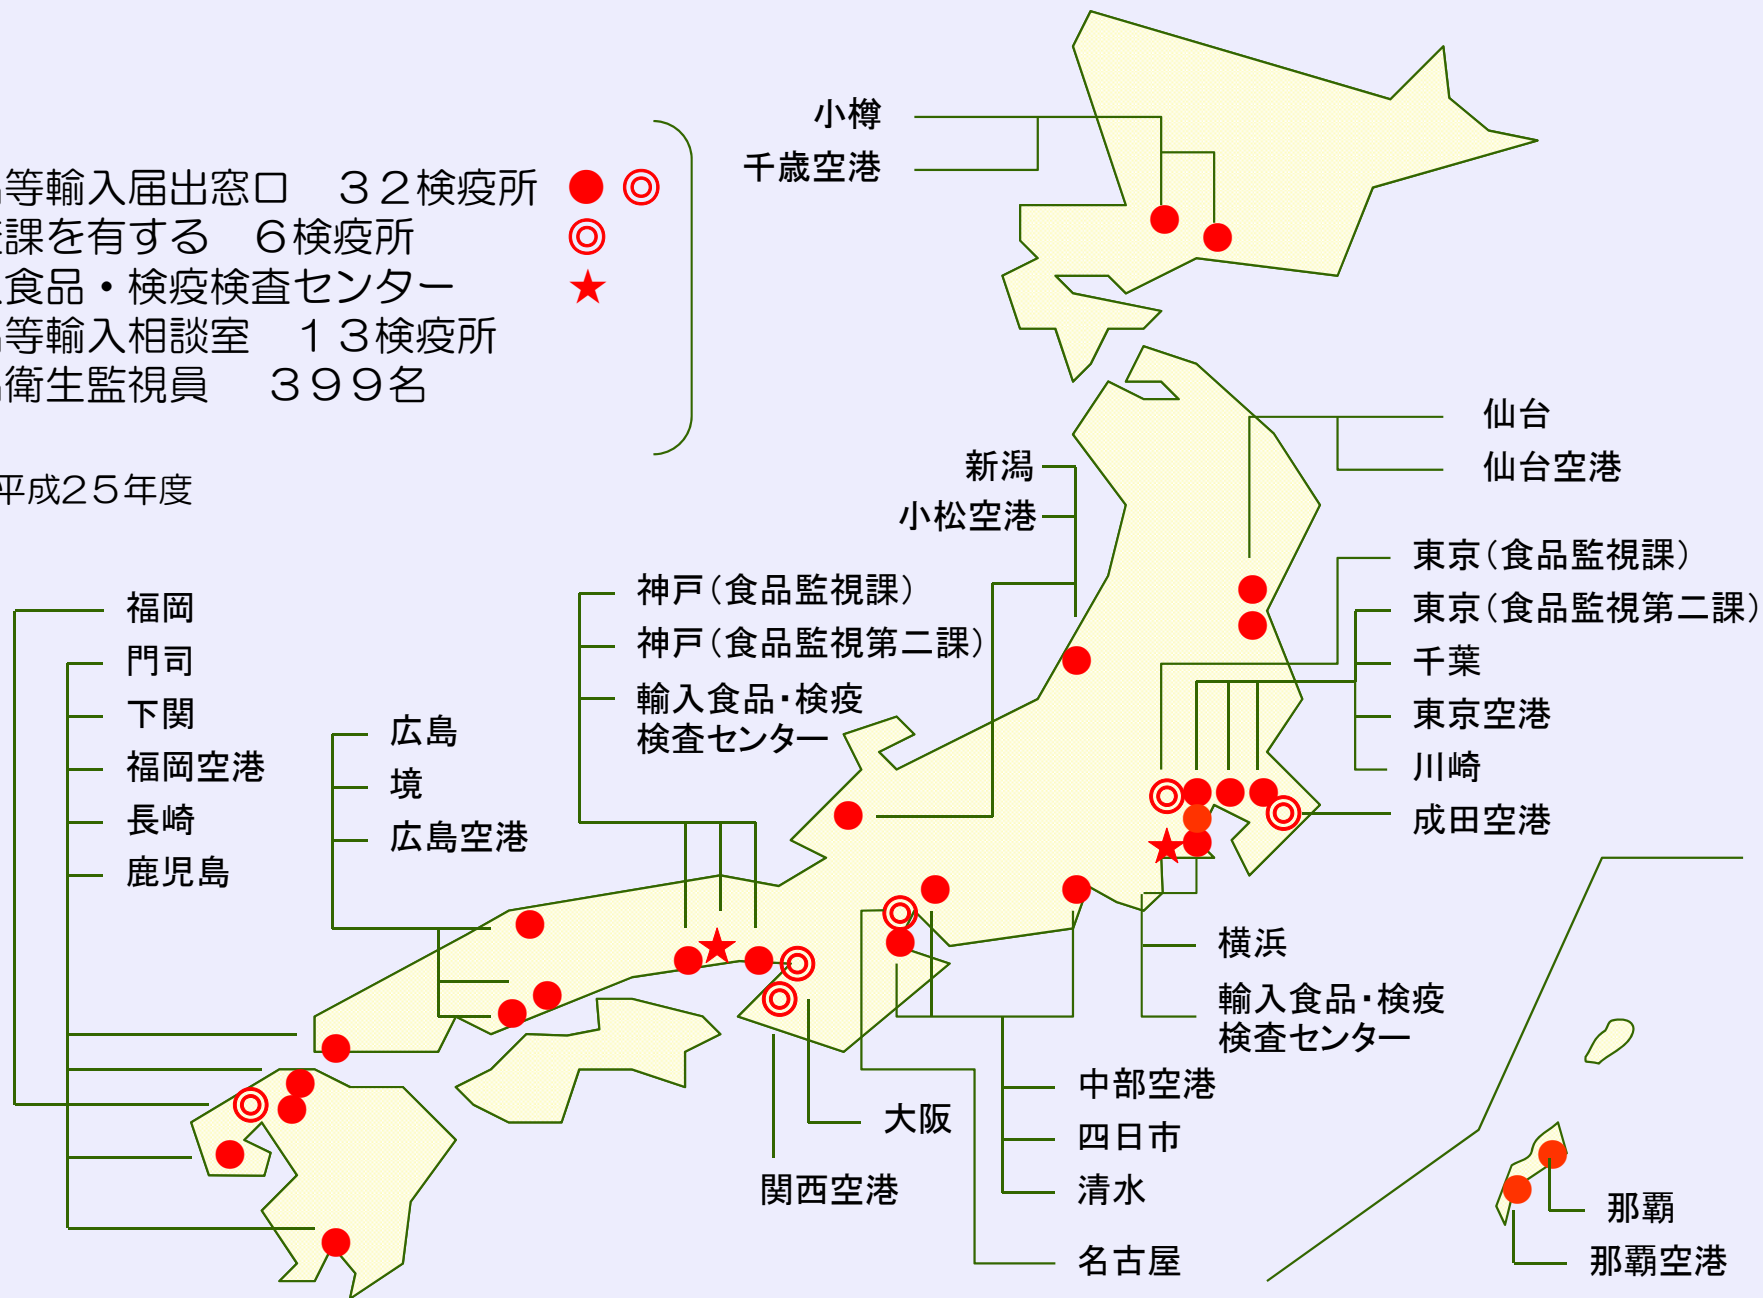 品等輸入届出窓口　３２検疫所
査課を有する　６検疫所
入食品・検疫検査センター
品等輸入相談室　１３検疫所
品衛生監視員　３９９名
平成２５年度
小樽
千歳空港
仙台
仙台空港
新潟
小松空港
東京（食品監視課）
東京（食品監視第二課）
千葉
東京空港
川崎
成田空港
神戸（食品監視課）
神戸（食品監視第二課）
輸入食品・検疫
検査センター
福岡
門司
下関
福岡空港
長崎
鹿児島
広島
境
広島空港
横浜
輸入食品・検疫
検査センター
中部空港
四日市
清水
名古屋
大阪
関西空港
那覇
那覇空港